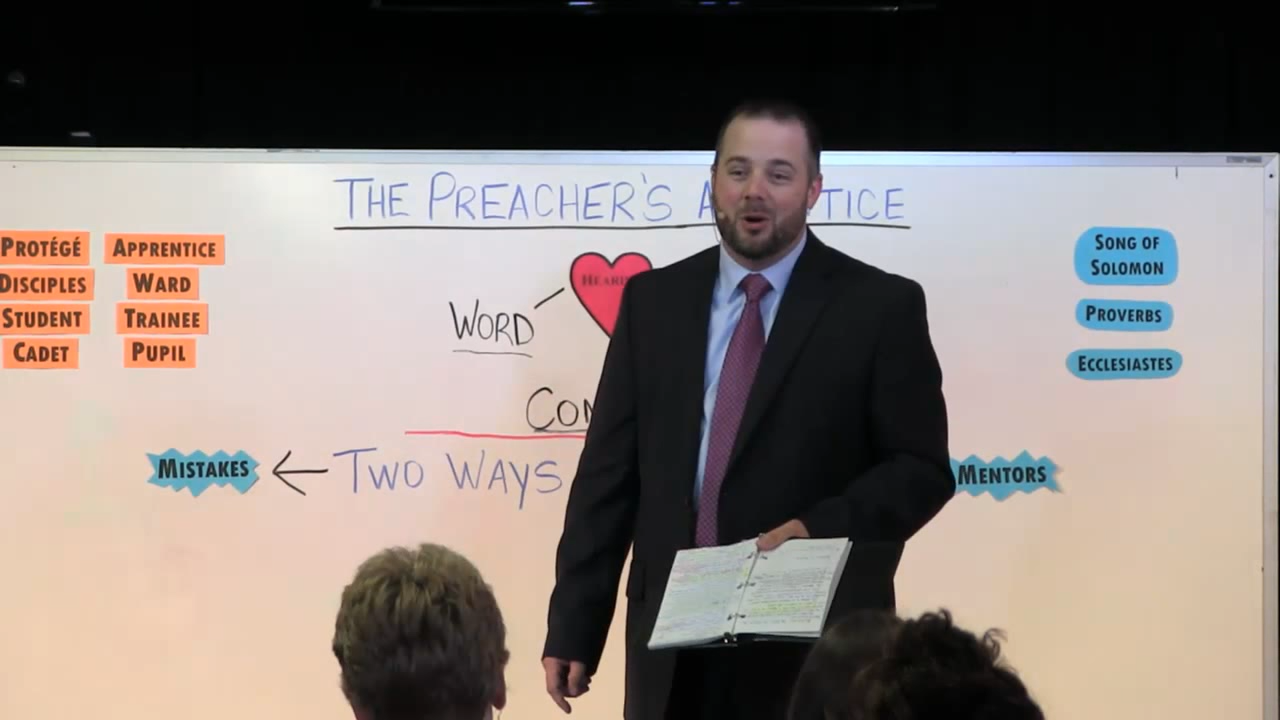 THE PREACHER'S A TICE
PROTÉGÉ APPRENTICE
DISCIPLES WARD
STUDENT TRAINEE
CADET PUPIL
WORD
SONG OF
SOLOMON
PROVERBS
ECCLESIASTES
CON
MISTAKES ← TWO WAYS MENTORS